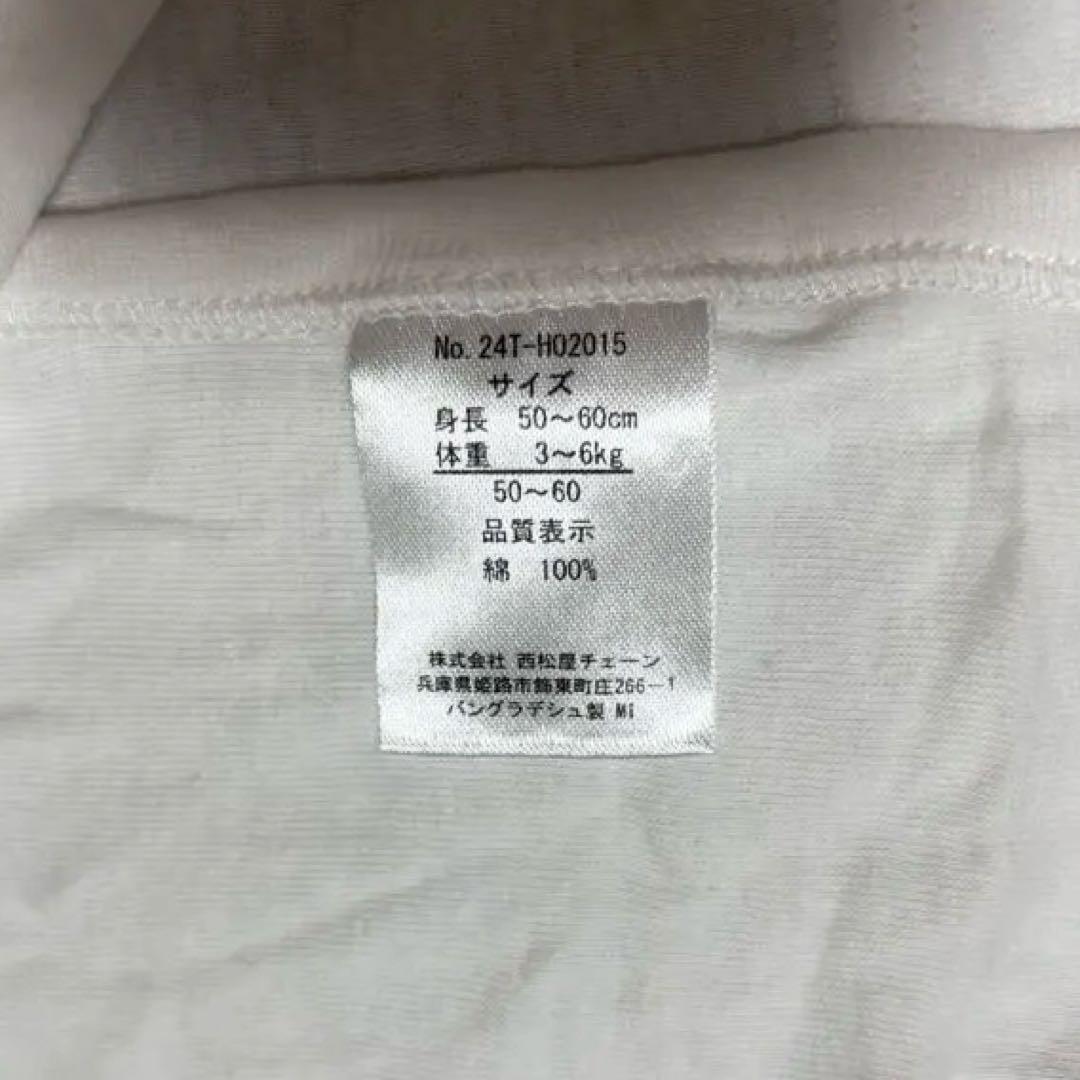 No. 24T-H02015
サイズ
身長 50～60cm
体重 3～6kg
50～60
品質表示
綿 100%
株式会社 西松屋チェーン
兵庫県姫路市飾東町庄266－1
バングラデシュ製 MI